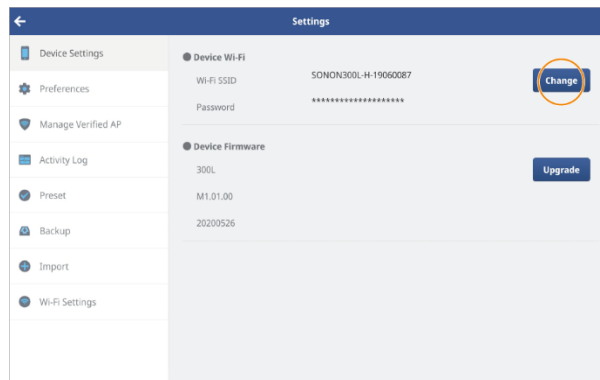 Settings
Device Settings
Preferences
Manage Verified AP
Activity Log
Preset
Backup
Import
Wi-Fi Settings
Device Wi-Fi
Wi-Fi SSID SONON300L-H-19060087 Change
Password ********************
Device Firmware
300L Upgrade
M1.01.00
20200526